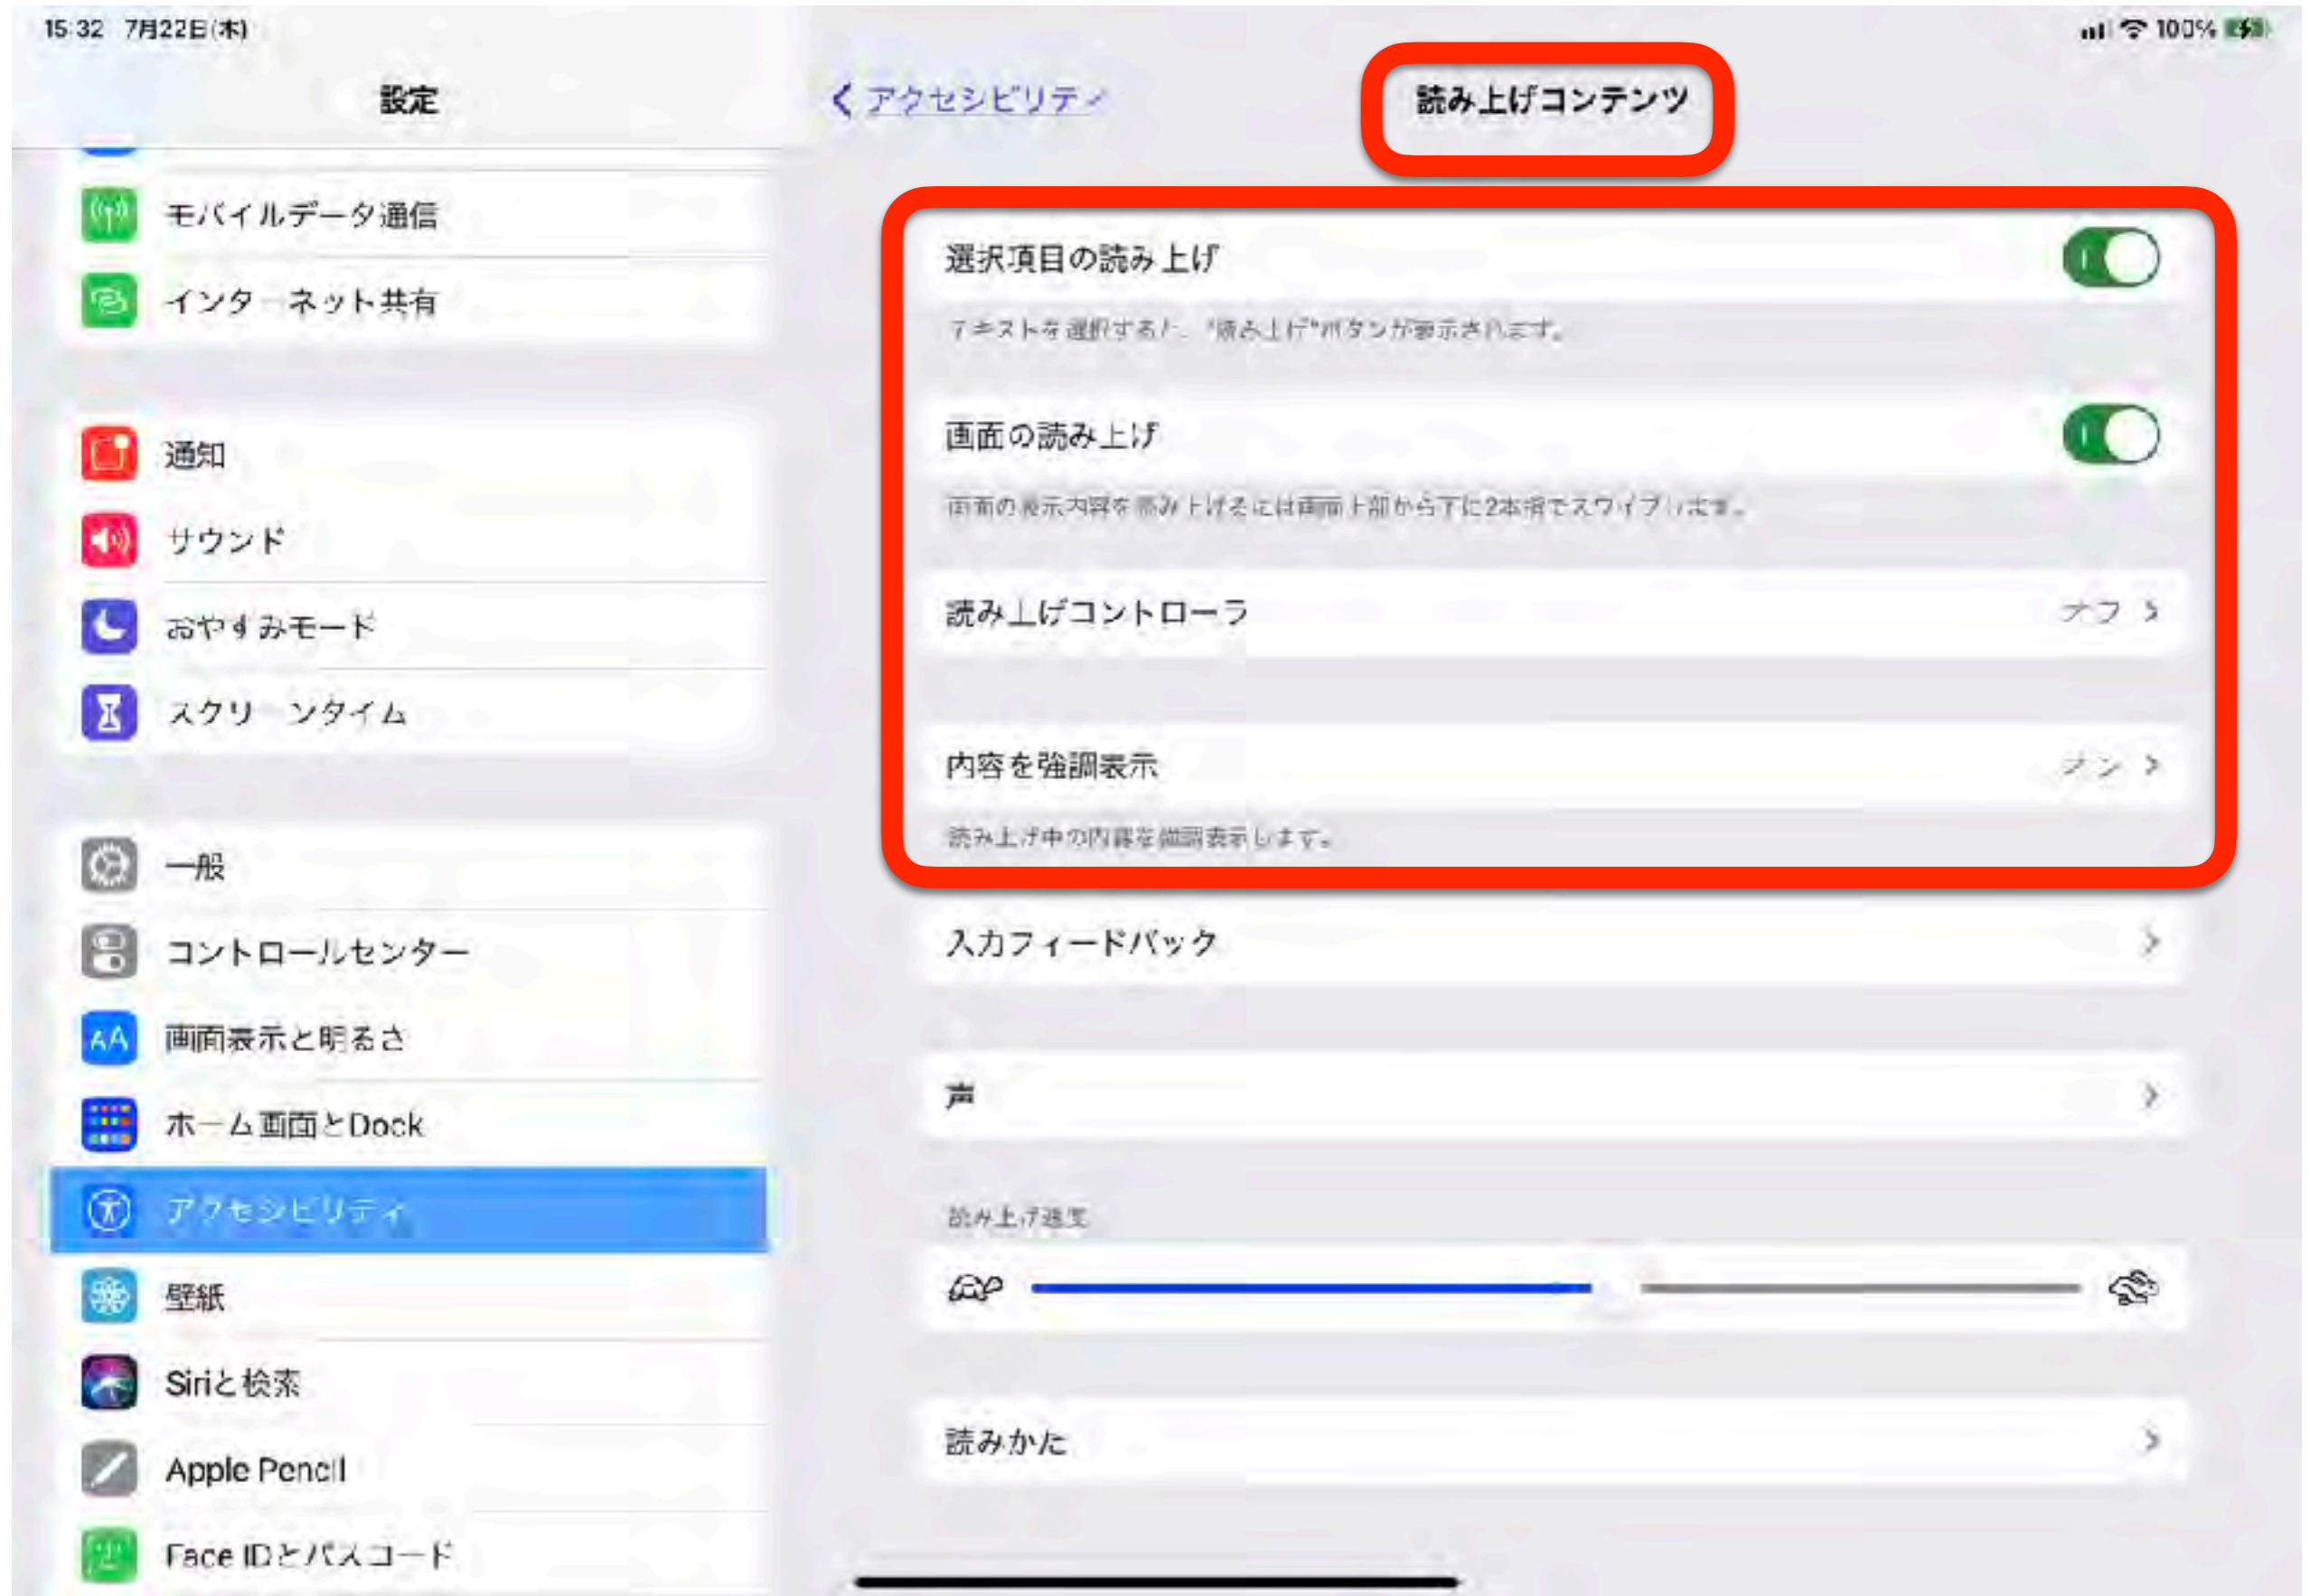 15:32 7月22日(木)
100%
設定
モバイルデータ通信
インターネット共有
通知
サウンド
おやすみモード
スクリーンタイム
一般
コントロールセンター
画面表示と明るさ
ホーム画面とDock
アクセシビリティ
壁紙
Siriと検索
Apple Pencil
Face IDとパスコード
アクセシビリティ
読み上げコンテンツ
選択項目の読み上げ
テキストを選択すると、"読み上げ"ボタンが表示されます。
画面の読み上げ
画面の表示内容を読み上げるには画面上部から下に2本指でスワイプします。
読み上げコントローラ オフ
内容を強調表示 オン
読み上げ中の内容を強調表示します。
入力フィードバック
声
読み上げ速度
読みかた